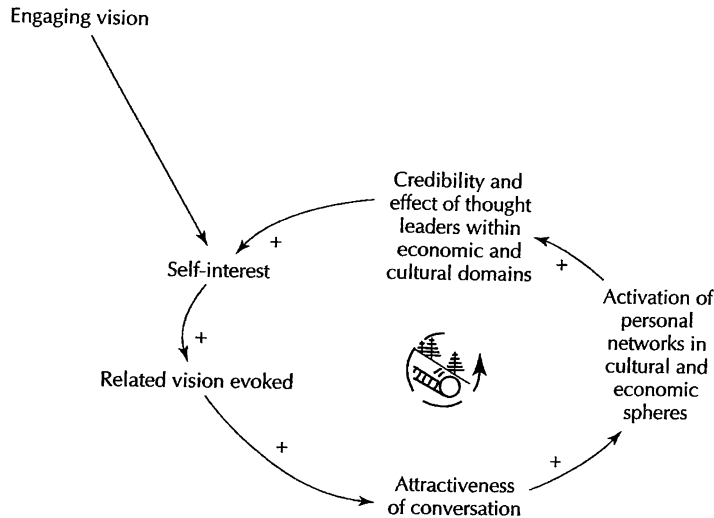 Engaging vision
Credibility and
effect of thought
leaders within
economic and
cultural domains
+
+
Self-interest
Activation of
personal
networks in
cultural and
economic
spheres
+
Related vision evoked
+
+
Attractiveness
of conversation